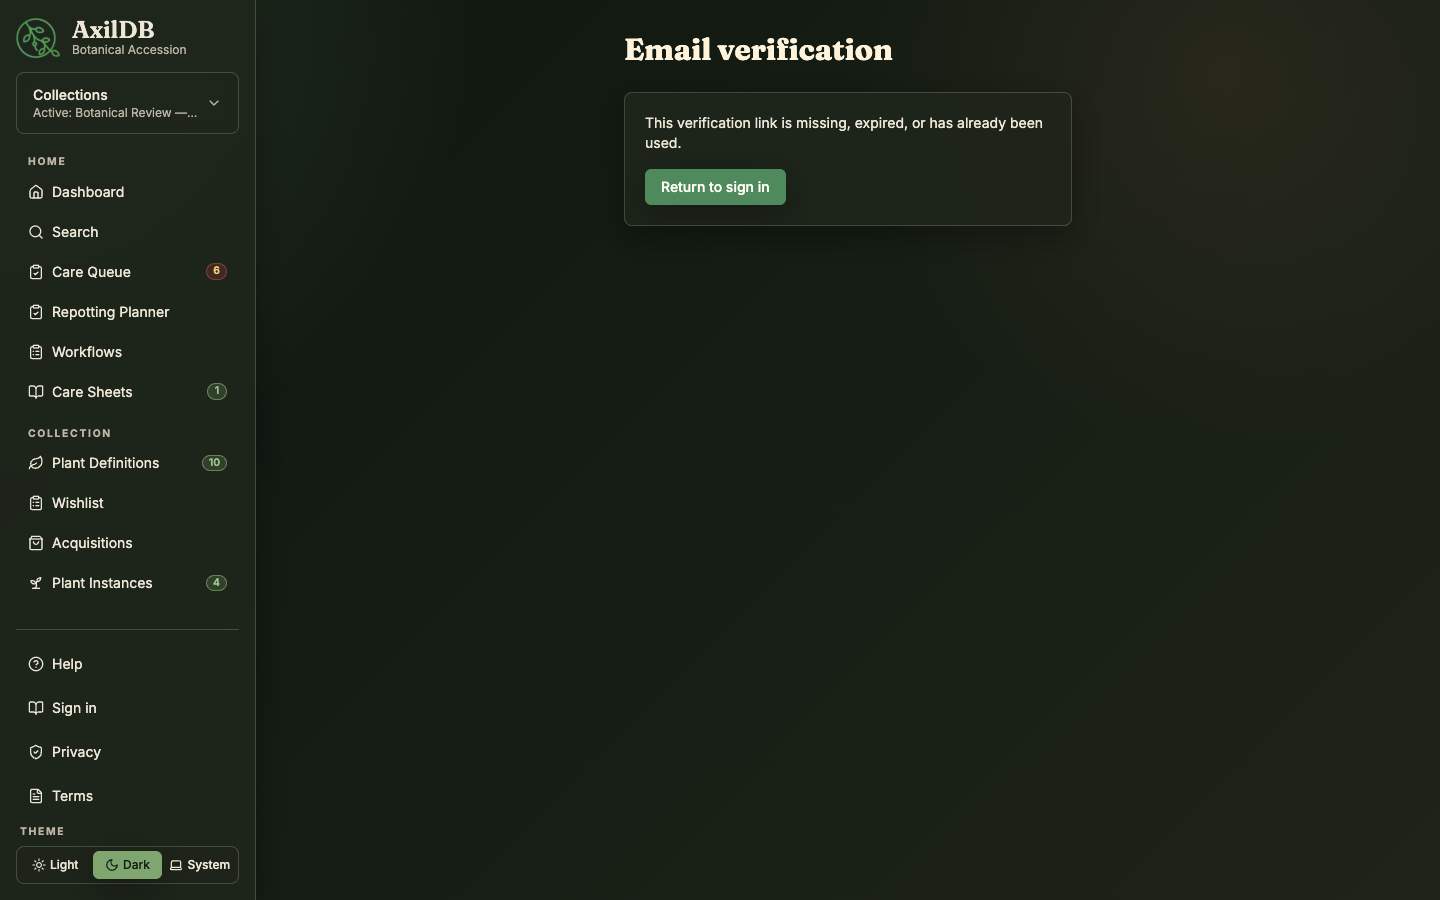 AxilDB
Botanical Accession
Collections
Active: Botanical Review —...
HOME
Dashboard
Search
Care Queue 6
Repotting Planner
Workflows
Care Sheets 1
COLLECTION
Plant Definitions 10
Wishlist
Acquisitions
Plant Instances 4
Help
Sign in
Privacy
Terms
THEME
Light Dark System
Email verification
This verification link is missing, expired, or has already been
used.
Return to sign in